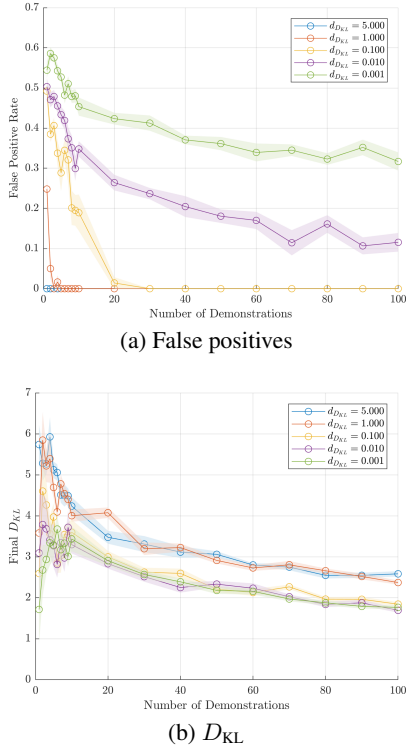 0.7
0.6
0.5
0.4
0.3
0.2
0.1
0
False Positive Rate
d_{D_{KL}} = 5.000
d_{D_{KL}} = 1.000
d_{D_{KL}} = 0.100
d_{D_{KL}} = 0.010
d_{D_{KL}} = 0.001
0 20 40 60 80 100
Number of Demonstrations
(a) False positives
7
6
5
4
3
2
1
0
Final D_{KL}
d_{D_{KL}} = 5.000
d_{D_{KL}} = 1.000
d_{D_{KL}} = 0.100
d_{D_{KL}} = 0.010
d_{D_{KL}} = 0.001
0 20 40 60 80 100
Number of Demonstrations
(b) D_{KL}